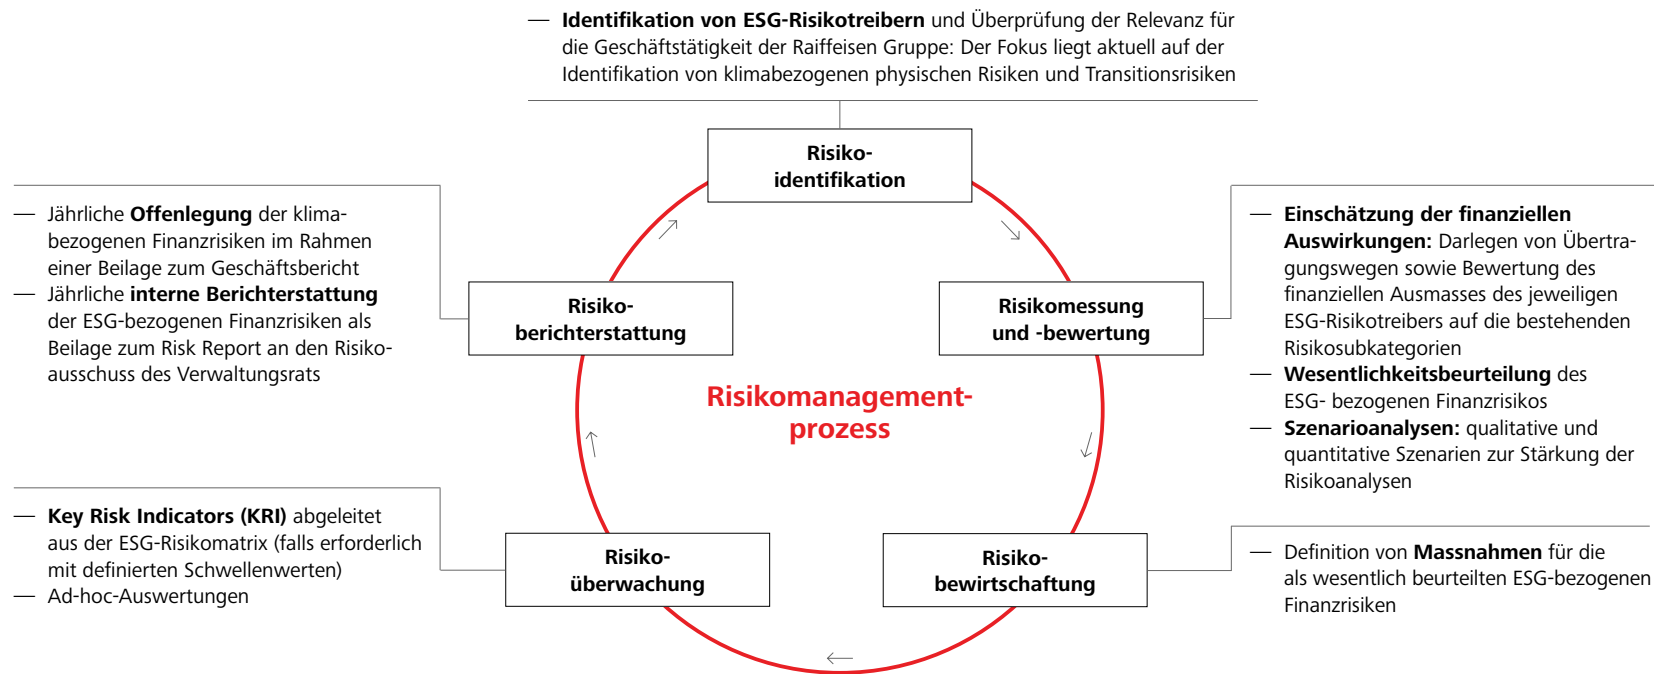 — Identifikation von ESG-Risikotreibern und Überprüfung der Relevanz für
die Geschäftstätigkeit der Raiffeisen Gruppe: Der Fokus liegt aktuell auf der
Identifikation von klimabezogenen physischen Risiken und Transitionsrisiken
Risiko-
identifikation
— Jährliche Offenlegung der klima-
bezogenen Finanzrisiken im Rahmen
einer Beilage zum Geschäftsbericht
— Jährliche interne Berichterstattung
der ESG-bezogenen Finanzrisiken als
Beilage zum Risk Report an den Risiko-
ausschuss des Verwaltungsrats
Risiko-
berichterstattung
Risikomessung
und -bewertung
— Einschätzung der finanziellen
Auswirkungen: Darlegen von Übertra-
gungswegen sowie Bewertung des
finanziellen Ausmasses des jeweiligen
ESG-Risikotreibers auf die bestehenden
Risikosubkategorien
— Wesentlichkeitsbeurteilung des
ESG- bezogenen Finanzrisikos
— Szenarioanalysen: qualitative und
quantitative Szenarien zur Stärkung der
Risikoanalysen
Risikomanagement-
prozess
— Key Risk Indicators (KRI) abgeleitet
aus der ESG-Risikomatrix (falls erforderlich
mit definierten Schwellenwerten)
— Ad-hoc-Auswertungen
Risiko-
überwachung
Risiko-
bewirtschaftung
— Definition von Massnahmen für die
als wesentlich beurteilten ESG-bezogenen
Finanzrisiken